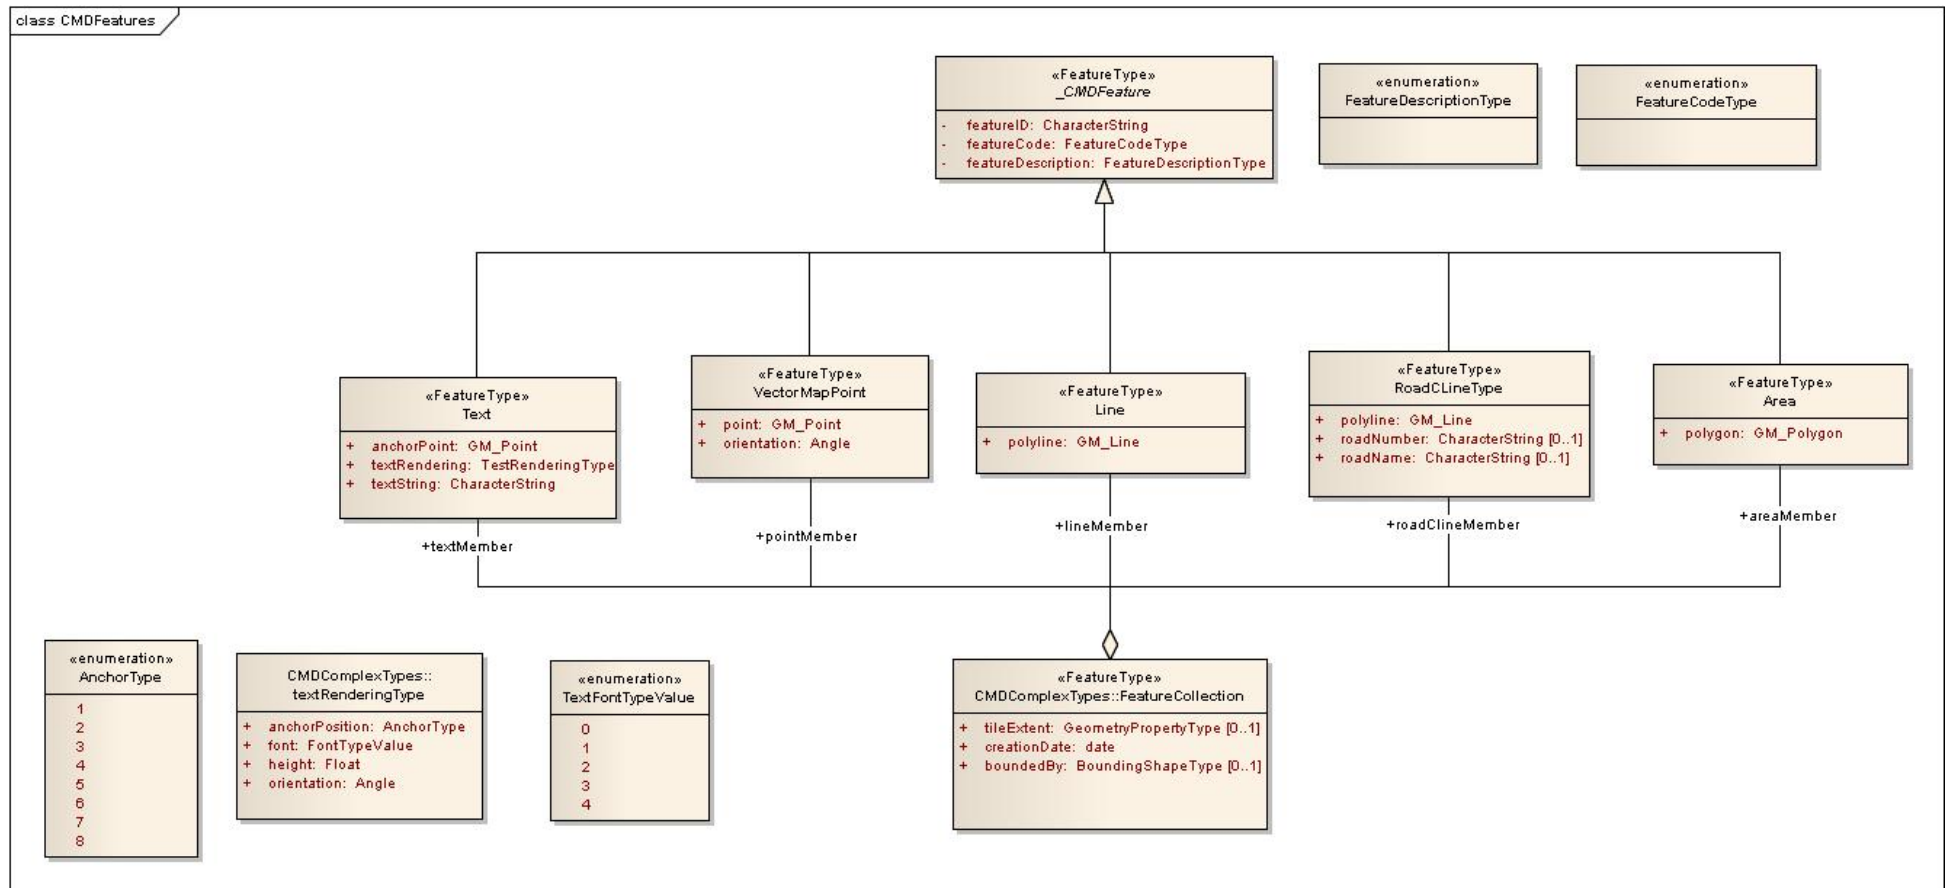 class CMDFeatures
«FeatureType»
_CMDFeature
- featureID: CharacterString
- featureCode: FeatureCodeType
- featureDescription: FeatureDescriptionType
«enumeration»
FeatureDescriptionType
«enumeration»
FeatureCodeType
«FeatureType»
Text
+ anchorPoint: GM_Point
+ textRendering: TestRenderingType
+ textString: CharacterString
«FeatureType»
VectorMapPoint
+ point: GM_Point
+ orientation: Angle
«FeatureType»
Line
+ polyline: GM_Line
«FeatureType»
RoadCLineType
+ polyline: GM_Line
+ roadNumber: CharacterString [0..1]
+ roadName: CharacterString [0..1]
«FeatureType»
Area
+ polygon: GM_Polygon
+textMember
+pointMember
+lineMember
+roadClineMember
+areaMember
«enumeration»
AnchorType
1
2
3
4
5
6
7
8
CMDComplexTypes::
textRenderingType
+ anchorPosition: AnchorType
+ font: FontTypeValue
+ height: Float
+ orientation: Angle
«enumeration»
TextFontTypeValue
0
1
2
3
4
«FeatureType»
CMDComplexTypes::FeatureCollection
+ tileExtent: GeometryPropertyType [0..1]
+ creationDate: date
+ boundedBy: BoundingShapeType [0..1]